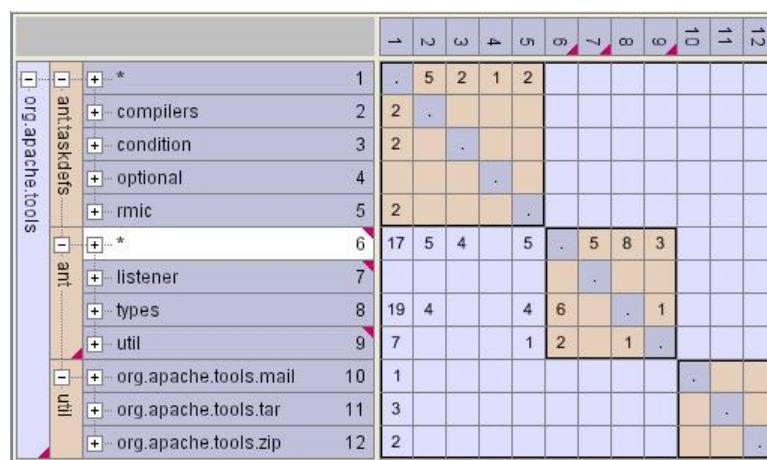 1 2 3 4 5 6 7 8 9 10 11 12
org.apache.tools
ant.taskdefs
* 1 . 5 2 1 2
compilers 2 2 .
condition 3 2 .
optional 4 .
rmic 5 2 .
ant
* 6 17 5 4 5 . 5 8 3
listener 7 .
types 8 19 4 4 6 . 1
util 9 7 1 2 1 .
util
org.apache.tools.mail 10 1 .
org.apache.tools.tar 11 3 .
org.apache.tools.zip 12 2 .